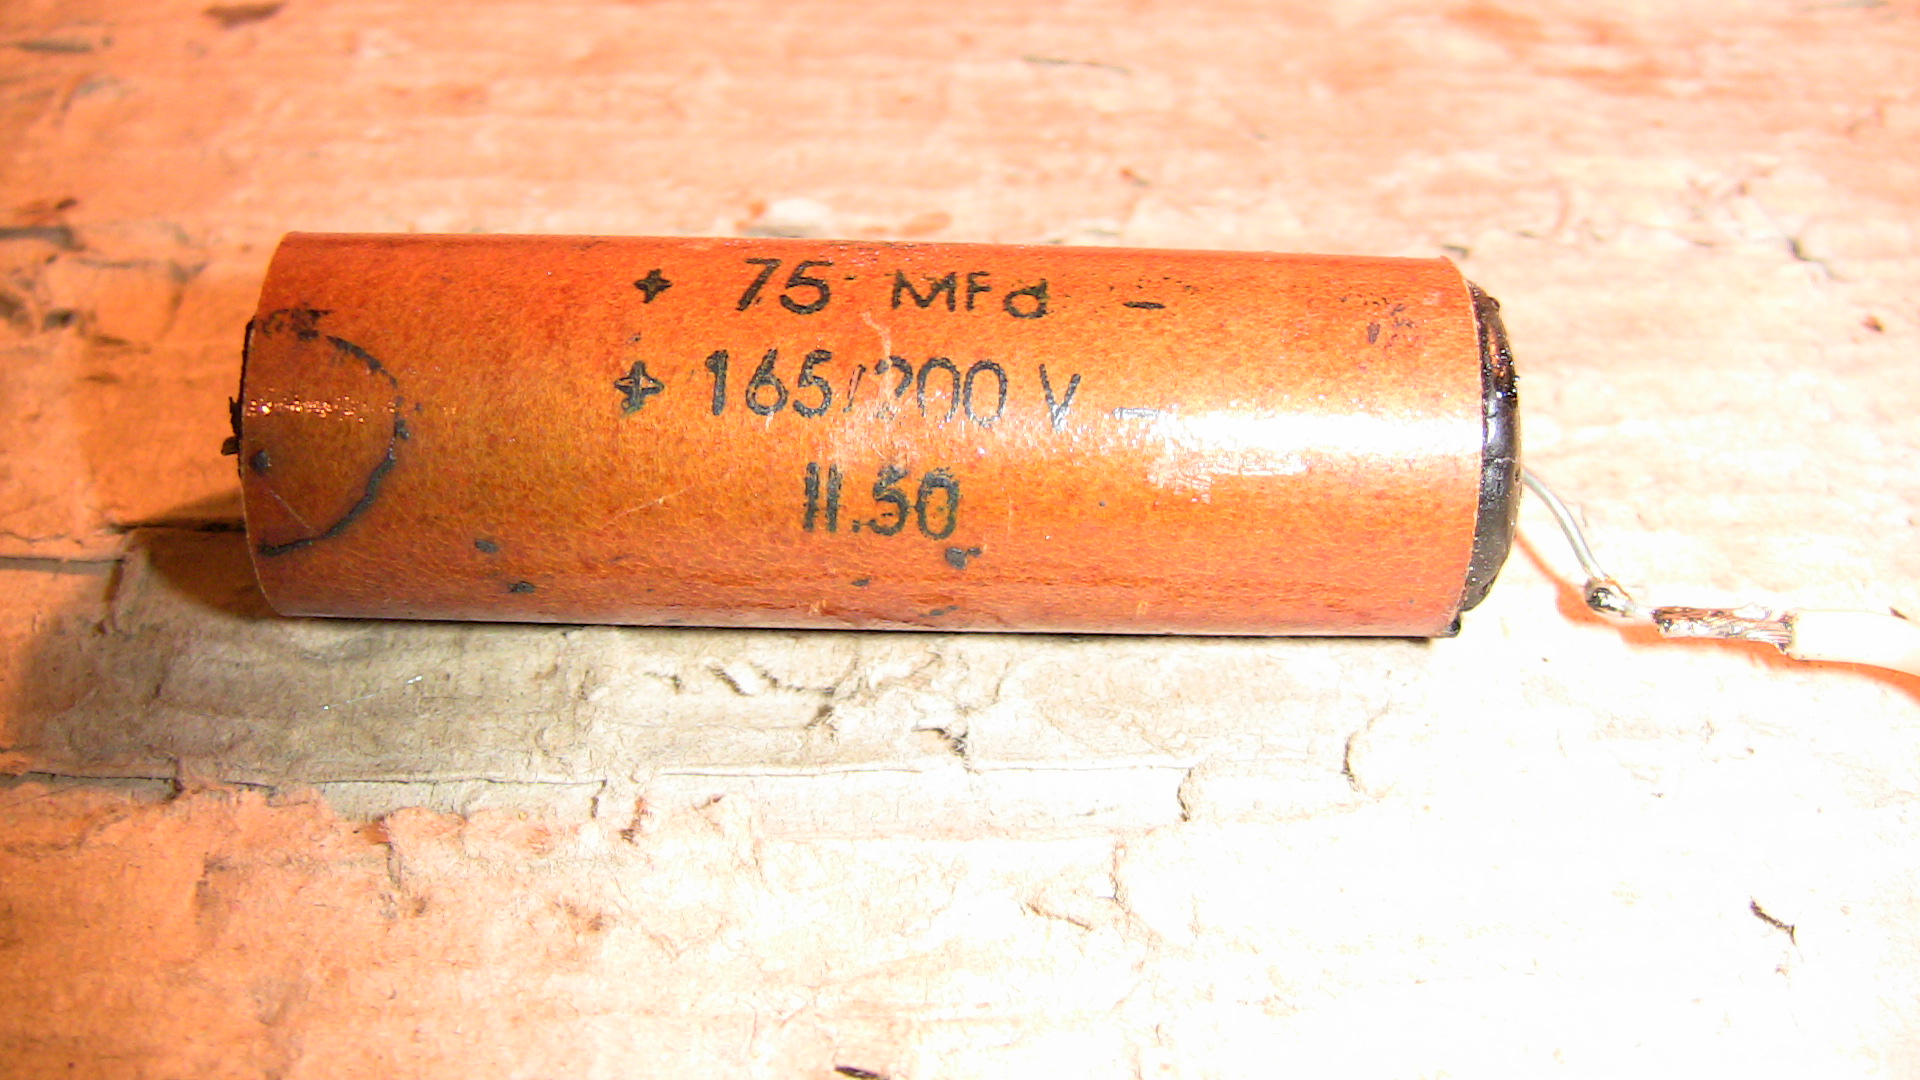 + 75 MFd -
+ 165/200 V -
11.50